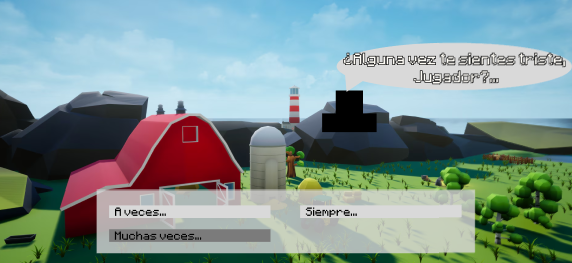 ¿Alguna vez te sientes triste,
Jugador?...
A veces...
Siempre...
Muchas veces...